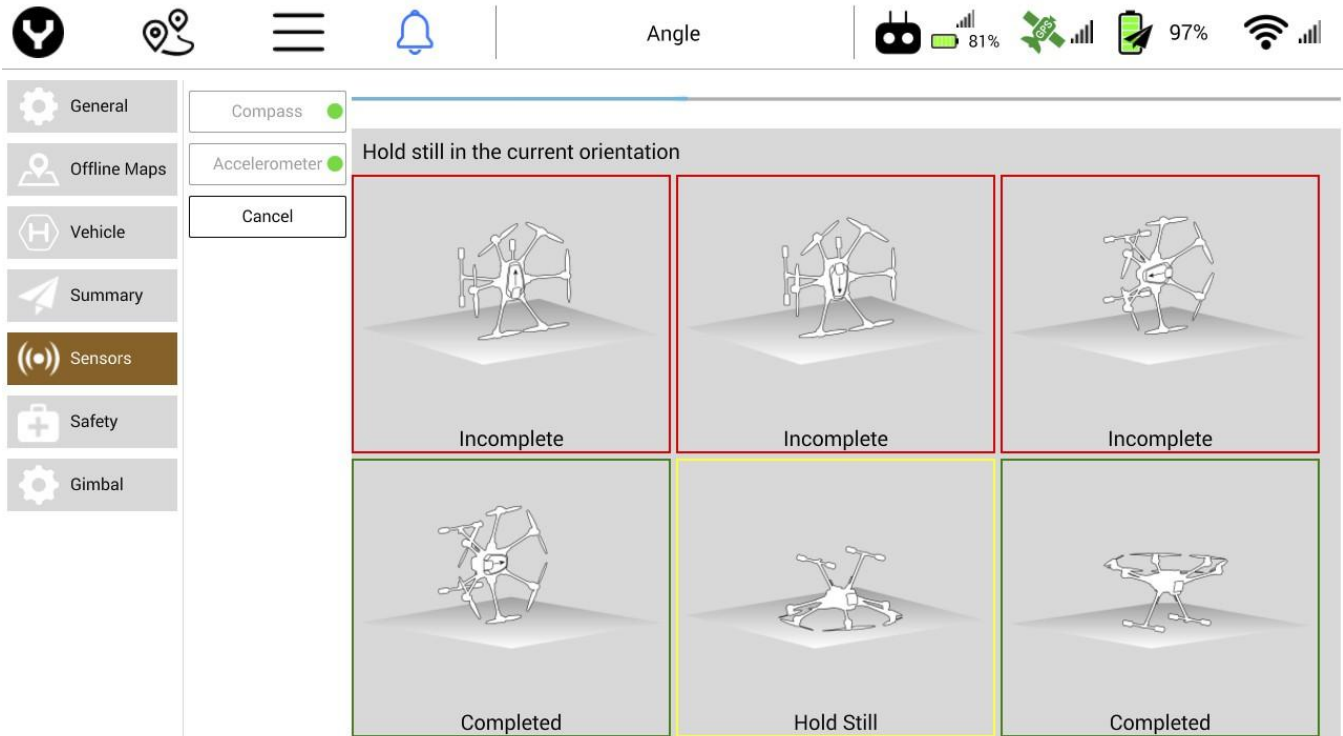 Angle
81%
GPS
97%
General
Offline Maps
Vehicle
Summary
Sensors
Safety
Gimbal
Compass
Accelerometer
Cancel
Hold still in the current orientation
Incomplete
Incomplete
Incomplete
Completed
Hold Still
Completed